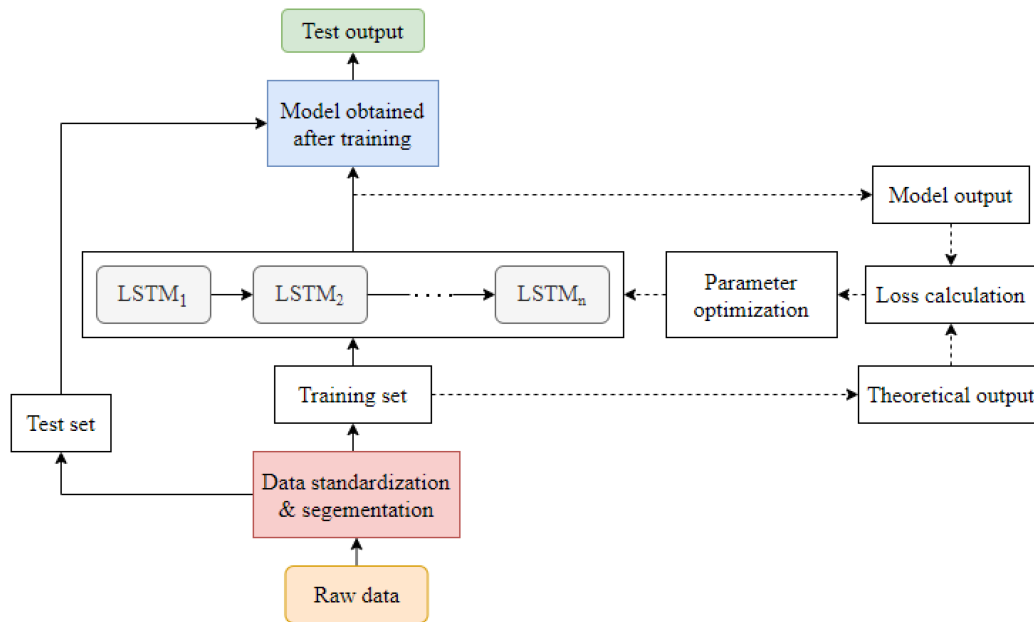 Test output
Model obtained
after training
Model output
LSTM₁
LSTM₂
....
LSTMₙ
Parameter
optimization
Loss calculation
Training set
Theoretical output
Test set
Data standardization
& segementation
Raw data